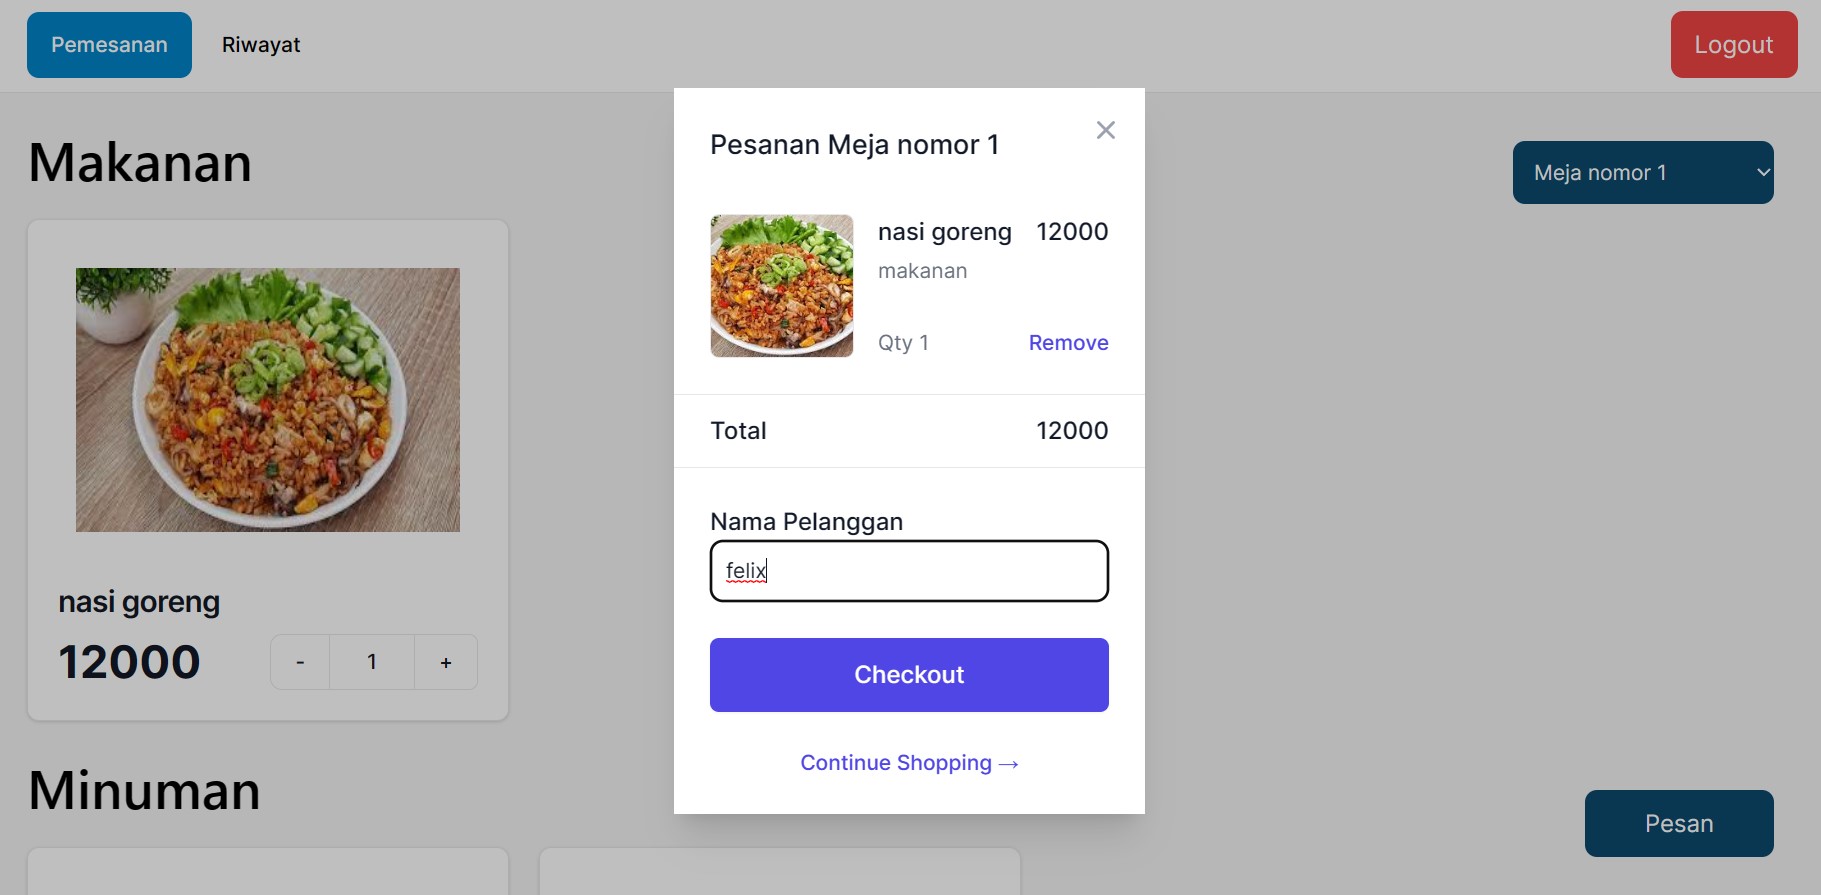 Pemesanan
Riwayat
Logout
Makanan
Meja nomor 1
nasi goreng
12000
-
1
+
Minuman
Pesan
Pesanan Meja nomor 1
nasi goreng 12000
makanan
Qty 1 Remove
Total 12000
Nama Pelanggan
felix
Checkout
Continue Shopping →